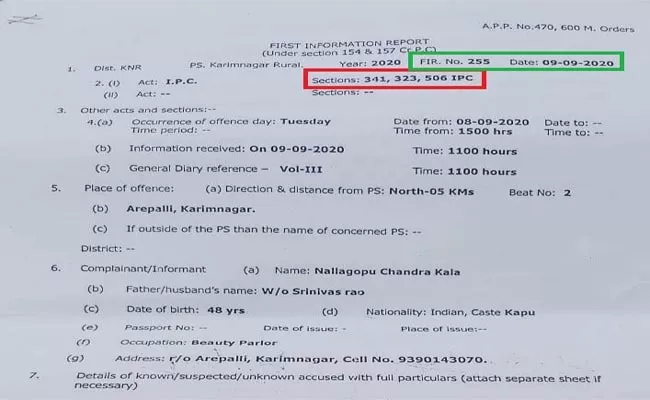 A.P.P. No.470, 600 M. Orders
FIRST INFORMATION REPORT
(Under section 154 & 157 Cr.P.C)
1. Dist. KNR PS. Karimnagar Rural. Year: 2020 FIR. No. 255 Date: 09-09-2020
2. (i) Act: I.P.C. Sections: 341, 323, 506 IPC
(ii) Act: -- Sections: --
3. Other acts and sections:--
4.(a) Occurrence of offence day: Tuesday Date from: 08-09-2020 Date to: --
Time period: -- Time from: 1500 hrs Time to: --
(b) Information received: On 09-09-2020 Time: 1100 hours
(c) General Diary reference – Vol-III Time: 1100 hours
5. Place of offence: (a) Direction & distance from PS: North-05 KMs Beat No: 2
(b) Arepalli, Karimnagar.
(c) If outside of the PS than the name of concerned PS: --
District: --
6. Complainant/Informant (a) Name: Nallagopu Chandra Kala
(b) Father/husband's name: W/o Srinivas rao
(c) Date of birth: 48 yrs (d) Nationality: Indian, Caste Kapu
(e) Passport No: -- Date of issue: - Place of issue:--
(f) Occupation: Beauty Parlor
(g) Address: r/o Arepalli, Karimnagar, Cell No. 9390143070.
7. Details of known/suspected/unknown accused with full particulars (attach separate sheet if
necessary)